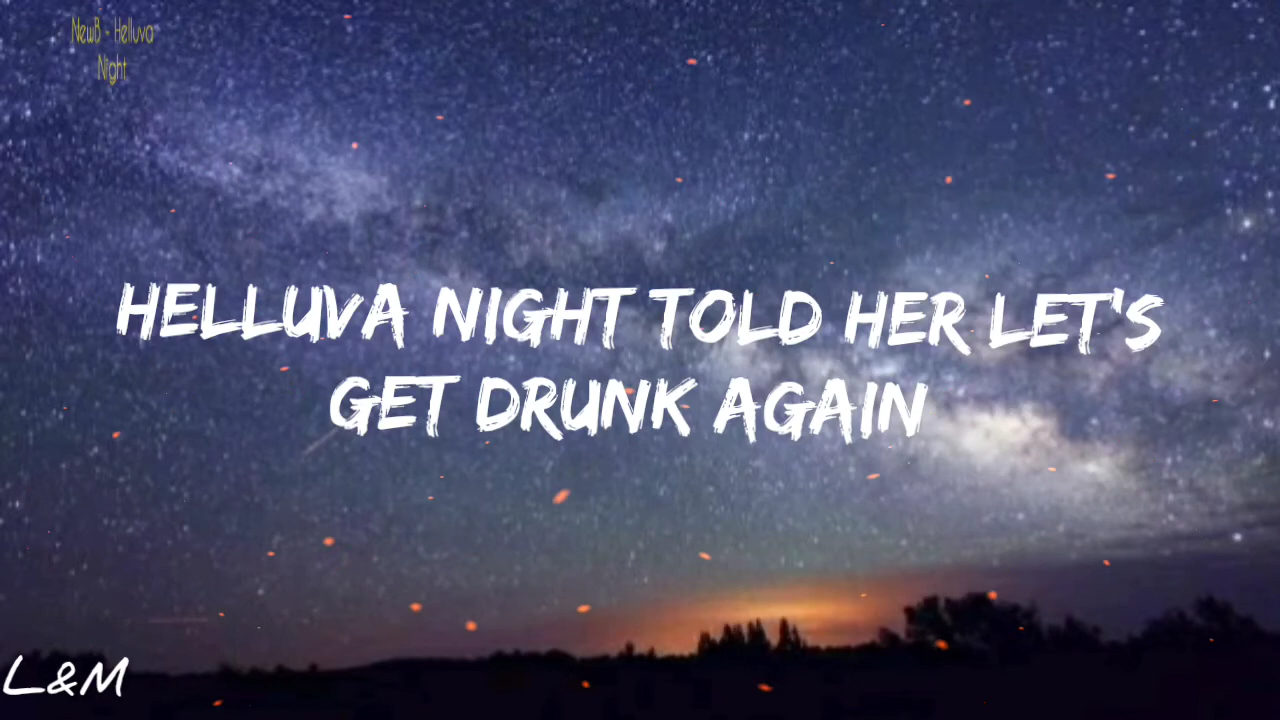 NewB - Helluva
Night
HELLUVA NIGHT TOLD HER LET'S
GET DRUNK AGAIN
L&M